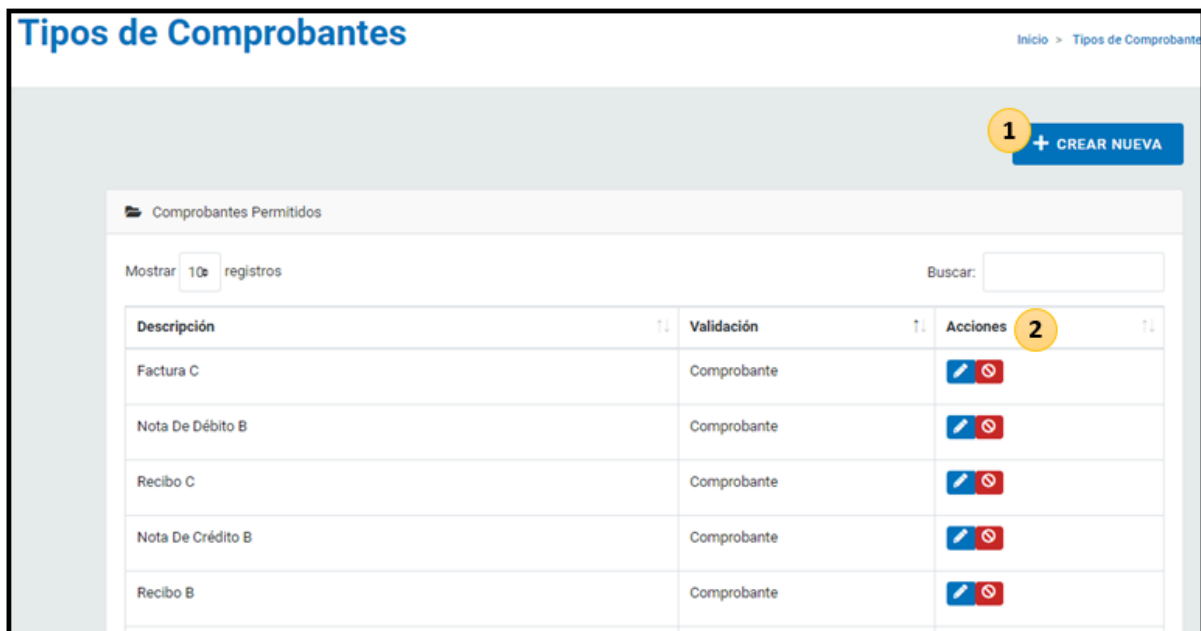 Tipos de Comprobantes
Inicio > Tipos de Comprobante
1
+ CREAR NUEVA
Comprobantes Permitidos
Mostrar 10 registros
Buscar:
Descripción Validación Acciones 2
Factura C Comprobante
Nota De Débito B Comprobante
Recibo C Comprobante
Nota De Crédito B Comprobante
Recibo B Comprobante